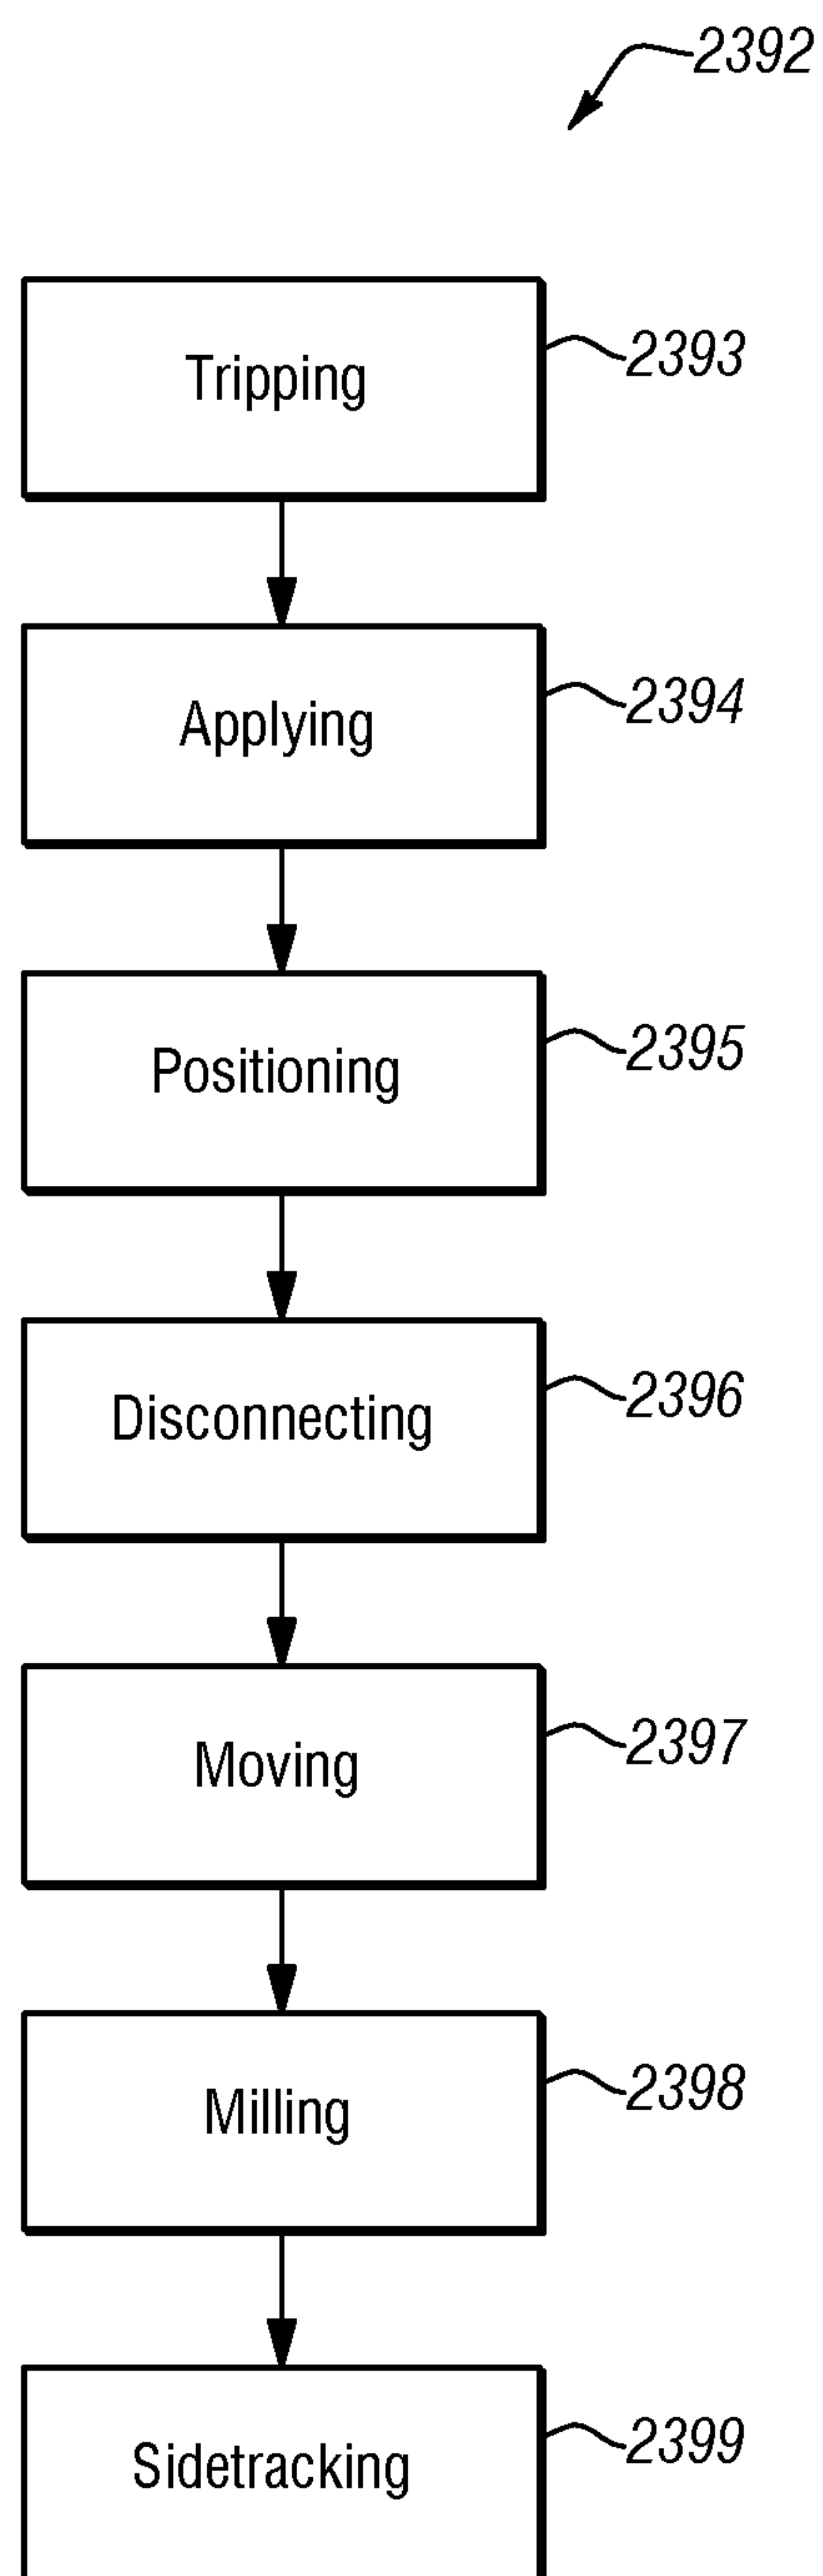 2392
Tripping
2393
Applying
2394
Positioning
2395
Disconnecting
2396
Moving
2397
Milling
2398
Sidetracking
2399